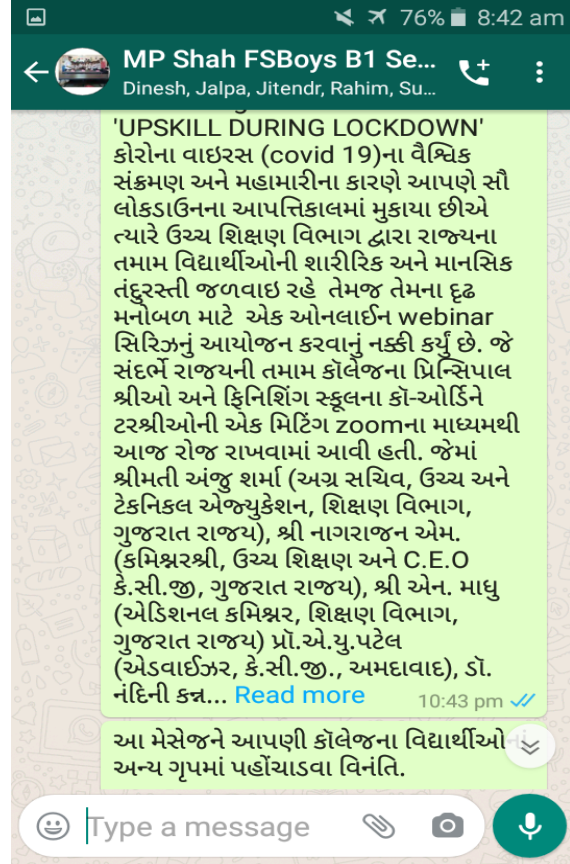 76% 8:42 am
MP Shah FSBoys B1 Se...
Dinesh, Jalpa, Jitendr, Rahim, Su...
'UPSKILL DURING LOCKDOWN'
કોરોના વાઇરસ (covid 19)ના વૈશ્વિક
સંક્રમણ અને મહામારીના કારણે આપણે સૌ
લોકડાઉનના આપત્તિકાલમાં મુકાયા છીએ
ત્યારે ઉચ્ચ શિક્ષણ વિભાગ દ્વારા રાજ્યના
તમામ વિદ્યાર્થીઓની શારીરિક અને માનસિક
તંદુરસ્તી જળવાઇ રહે તેમજ તેમના દૃઢ
મનોબળ માટે એક ઓનલાઈન webinar
સિરિઝનું આયોજન કરવાનું નક્કી કર્યું છે. જે
સંદર્ભે રાજયની તમામ કૉલેજના પ્રિન્સિપાલ
શ્રીઓ અને ફિનિશિંગ સ્કૂલના કૉ-ઓર્ડિને
ટરશ્રીઓની એક મિટિંગ zoomના માધ્યમથી
આજ રોજ રાખવામાં આવી હતી. જેમાં
શ્રીમતી અંજુ શર્મા (અગ્ર સચિવ, ઉચ્ચ અને
ટેકનિકલ એજ્યુકેશન, શિક્ષણ વિભાગ,
ગુજરાત રાજય), શ્રી નાગરાજન એમ.
(કમિશ્નરશ્રી, ઉચ્ચ શિક્ષણ અને C.E.O
કે.સી.જી, ગુજરાત રાજય), શ્રી એન. માધુ
(એડિશનલ કમિશ્નર, શિક્ષણ વિભાગ,
ગુજરાત રાજય) પ્રૉ.એ.યુ.પટેલ
(એડવાઈઝર, કે.સી.જી., અમદાવાદ), ડૉ.
નંદિની કન્ન... Read more 10:43 pm
આ મેસેજને આપણી કૉલેજના વિદ્યાર્થીઓનાં
અન્ય ગૃપમાં પહોંચાડવા વિનંતિ.
Type a message